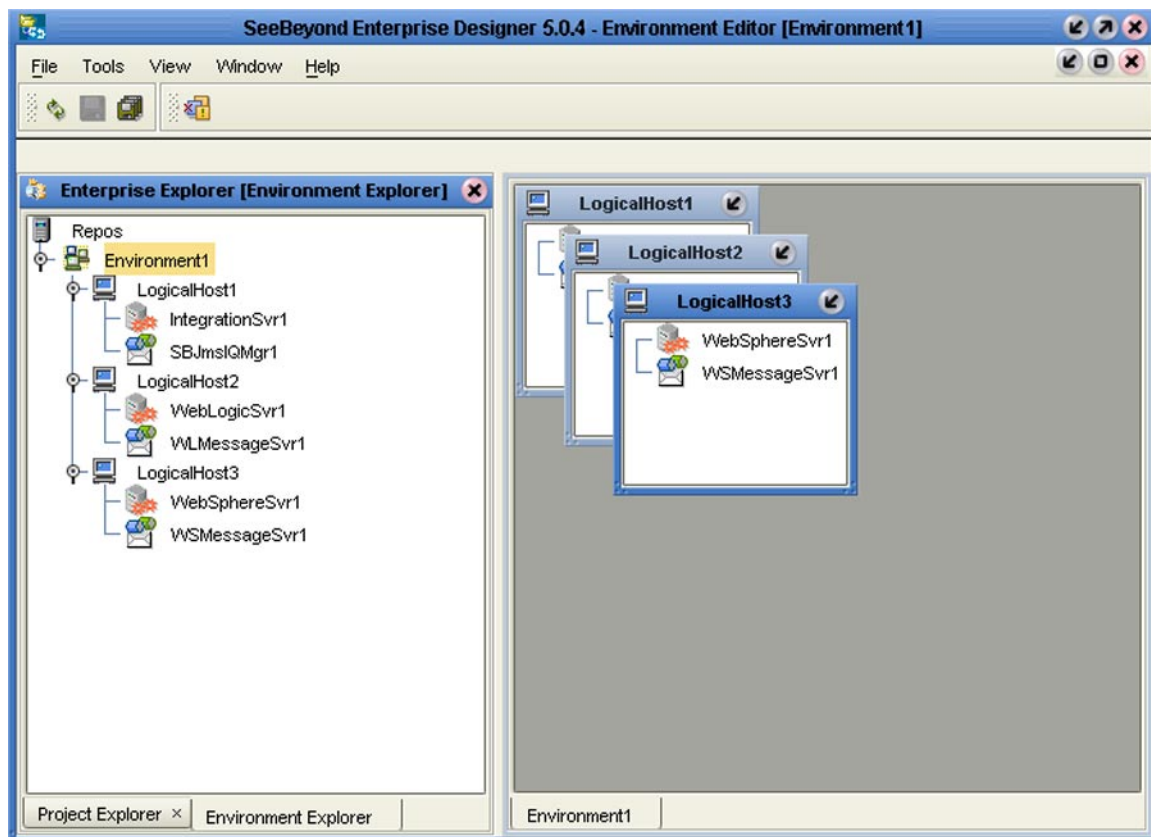 SeeBeyond Enterprise Designer 5.0.4 - Environment Editor [Environment1]
File Tools View Window Help
Enterprise Explorer [Environment Explorer]
Repos
Environment1
LogicalHost1
IntegrationSvr1
SBJmsIQMgr1
LogicalHost2
WebLogicSvr1
WLMessageSvr1
LogicalHost3
WebSphereSvr1
WSMessageSvr1
Project Explorer
Environment Explorer
LogicalHost1
LogicalHost2
LogicalHost3
WebSphereSvr1
WSMessageSvr1
Environment1